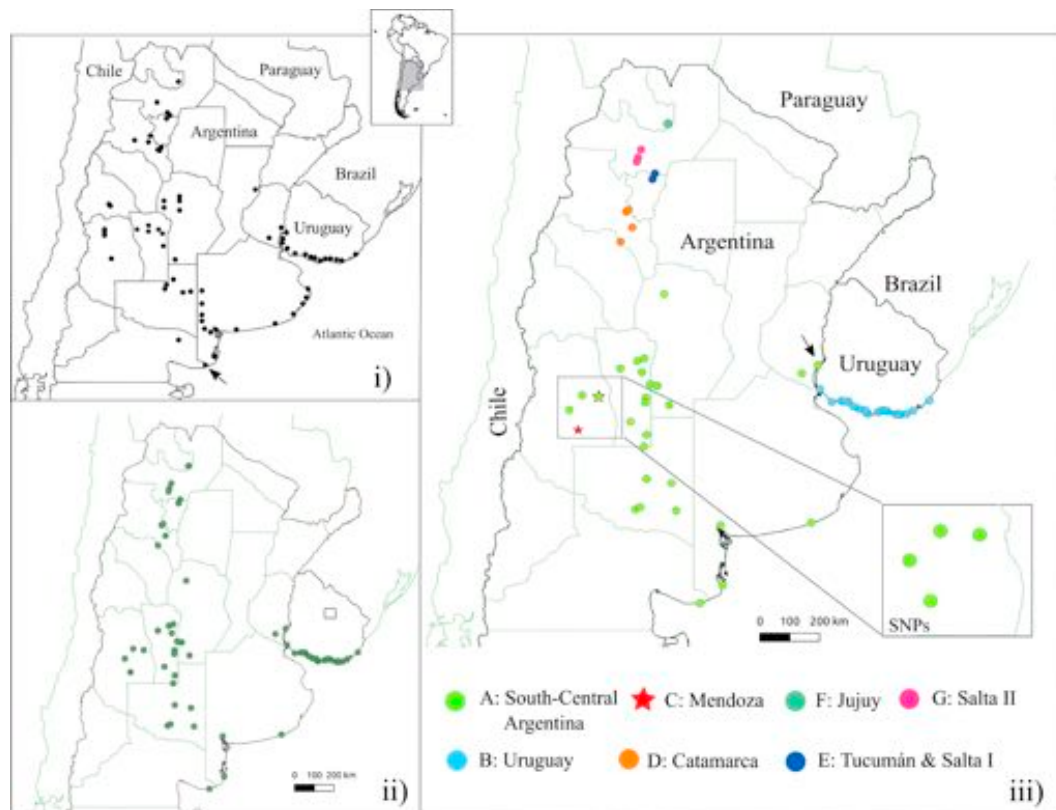 Chile
Paraguay
Argentina
Brazil
Uruguay
Atlantic Ocean
i)
0 100 200 km
ii)
Paraguay
Argentina
Brazil
Uruguay
Chile
0 100 200 km
SNPs
A: South-Central
Argentina
C: Mendoza
F: Jujuy
G: Salta II
B: Uruguay
D: Catamarca
E: Tucumán & Salta I
iii)